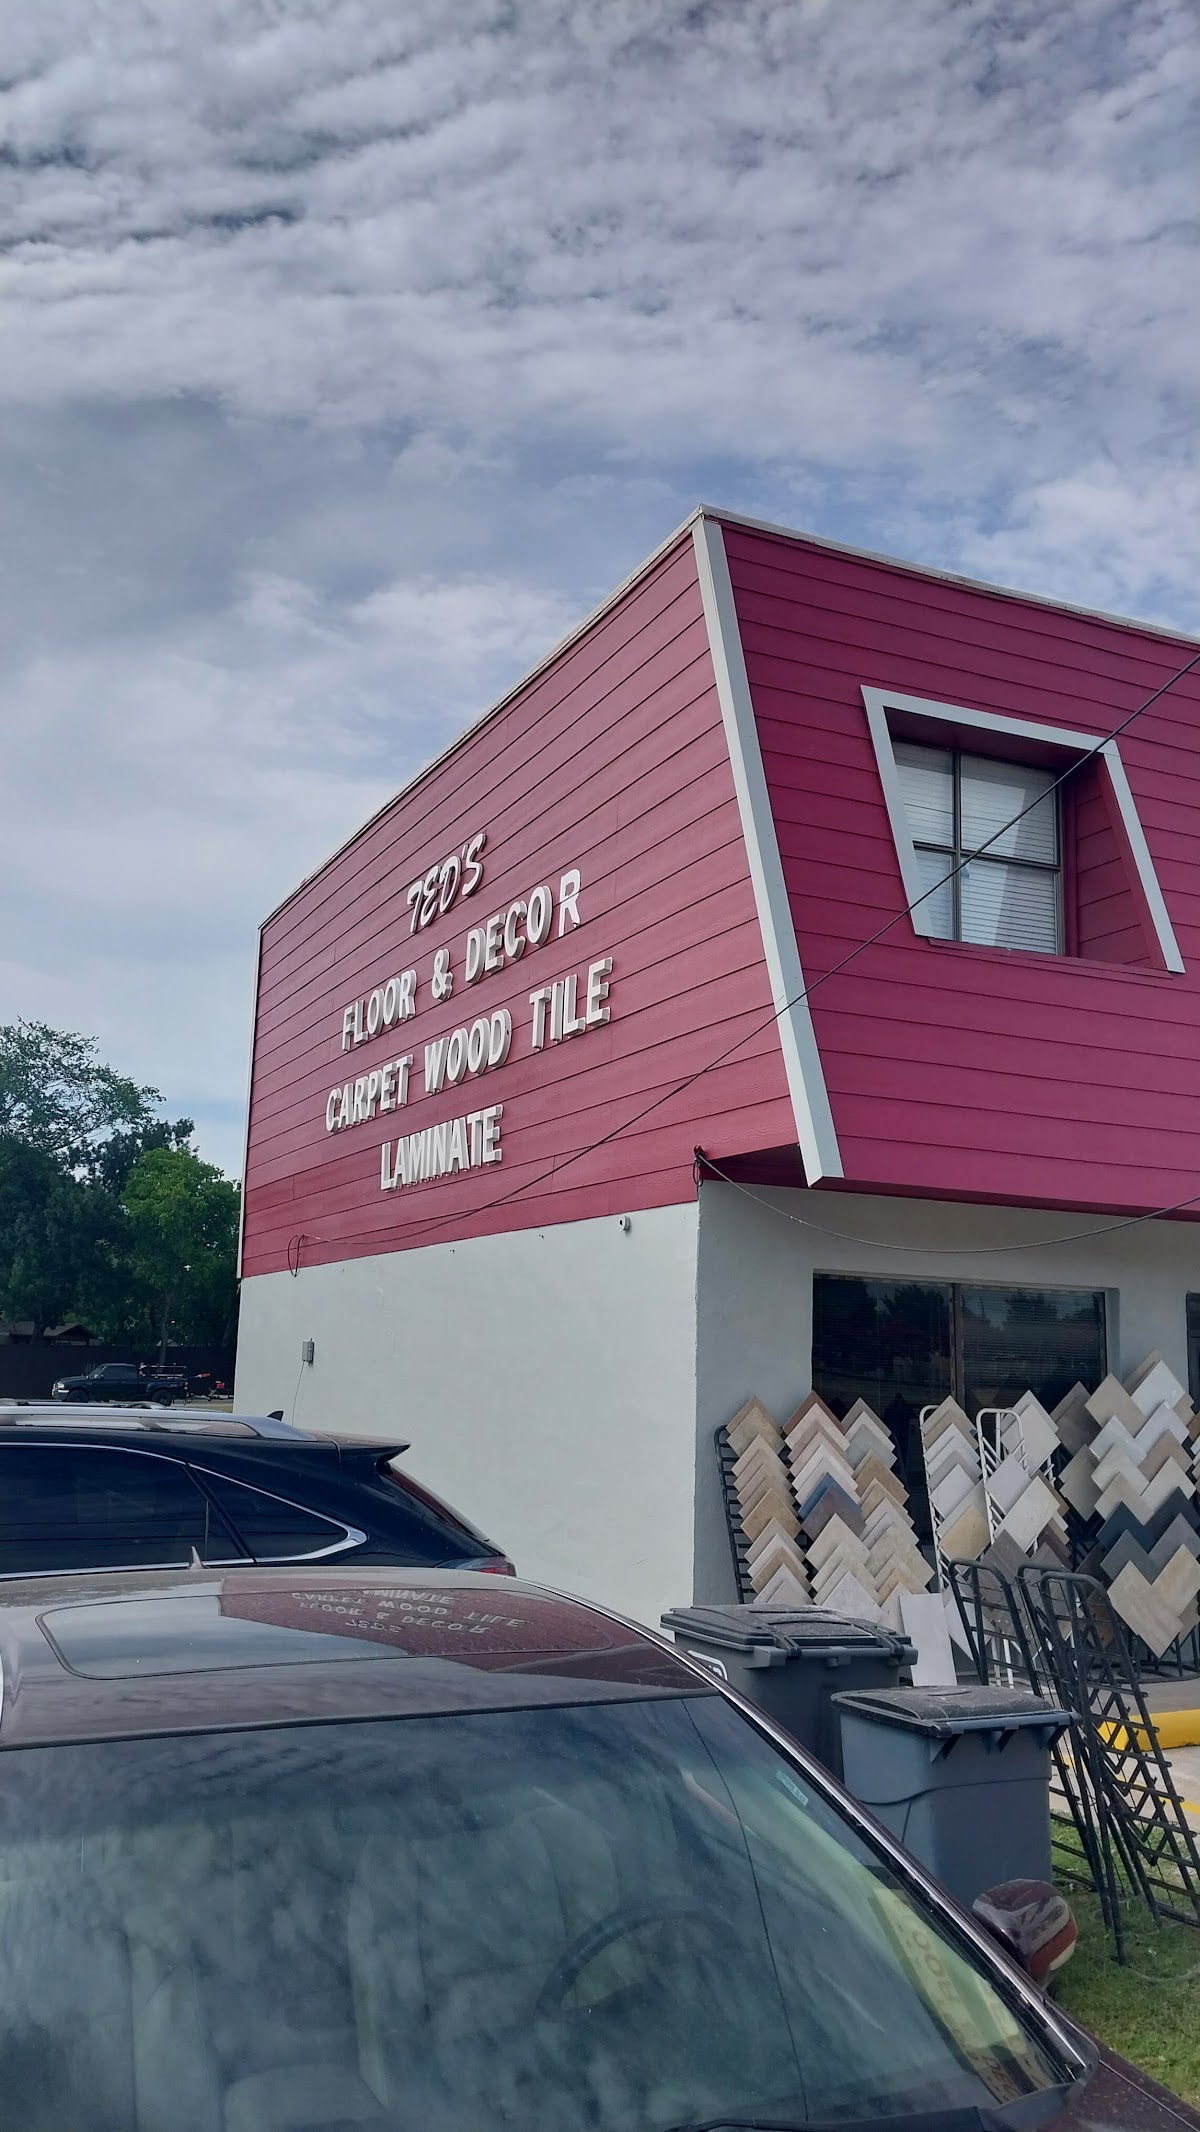 TED'S
FLOOR & DECOR
CARPET WOOD TILE
LAMINATE